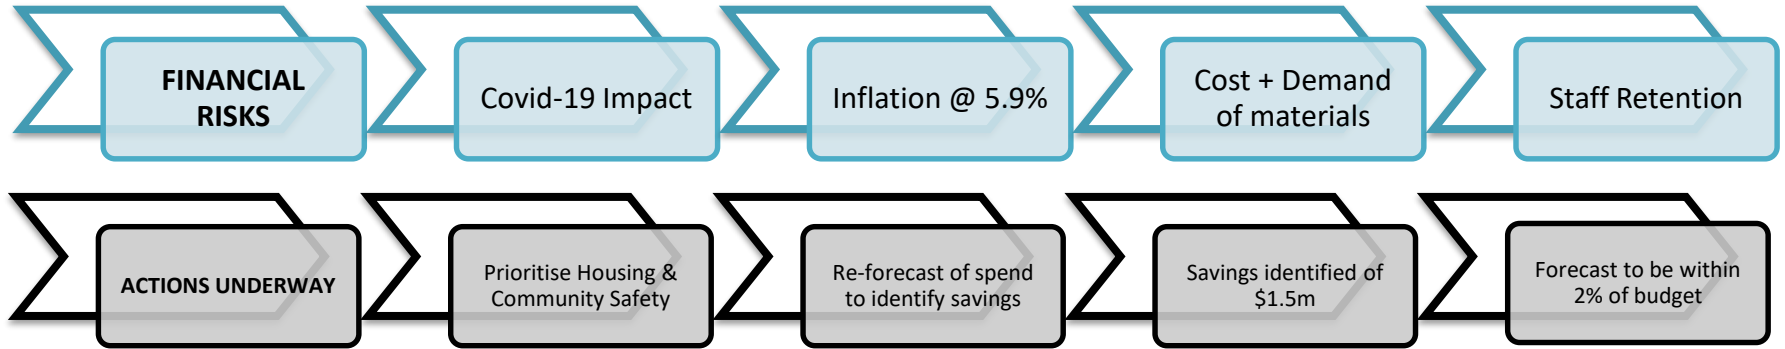 FINANCIAL
RISKS
Covid-19 Impact
Inflation @ 5.9%
Cost + Demand
of materials
Staff Retention
ACTIONS UNDERWAY
Prioritise Housing &
Community Safety
Re-forecast of spend
to identify savings
Savings identified of
$1.5m
Forecast to be within
2% of budget